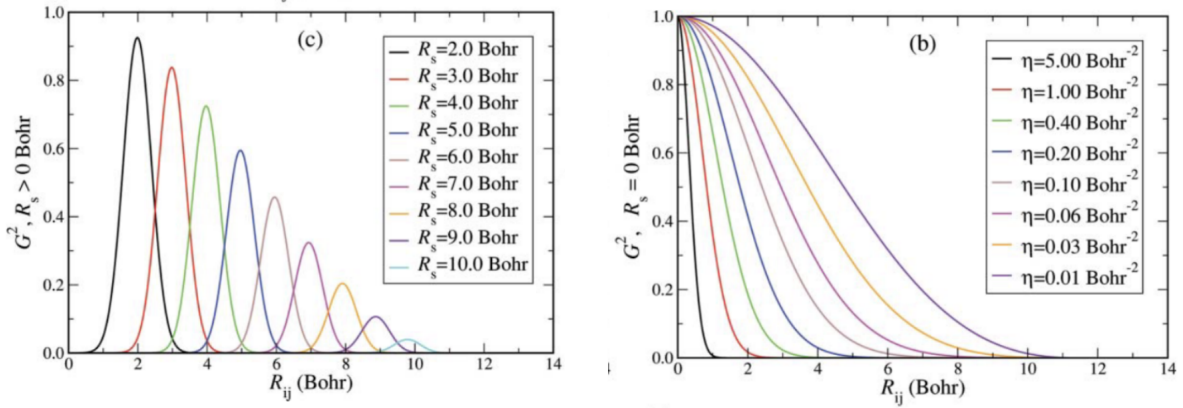 (c)
R_s=2.0 Bohr
R_s=3.0 Bohr
R_s=4.0 Bohr
R_s=5.0 Bohr
R_s=6.0 Bohr
R_s=7.0 Bohr
R_s=8.0 Bohr
R_s=9.0 Bohr
R_s=10.0 Bohr
G², R_s > 0 Bohr
1.0
0.8
0.6
0.4
0.2
0.0
0 2 4 6 8 10 12 14
R_ij (Bohr)
(b)
η=5.00 Bohr⁻²
η=1.00 Bohr⁻²
η=0.40 Bohr⁻²
η=0.20 Bohr⁻²
η=0.10 Bohr⁻²
η=0.06 Bohr⁻²
η=0.03 Bohr⁻²
η=0.01 Bohr⁻²
G², R_s = 0 Bohr
1.0
0.8
0.6
0.4
0.2
0.0
0 2 4 6 8 10 12 14
R_ij (Bohr)